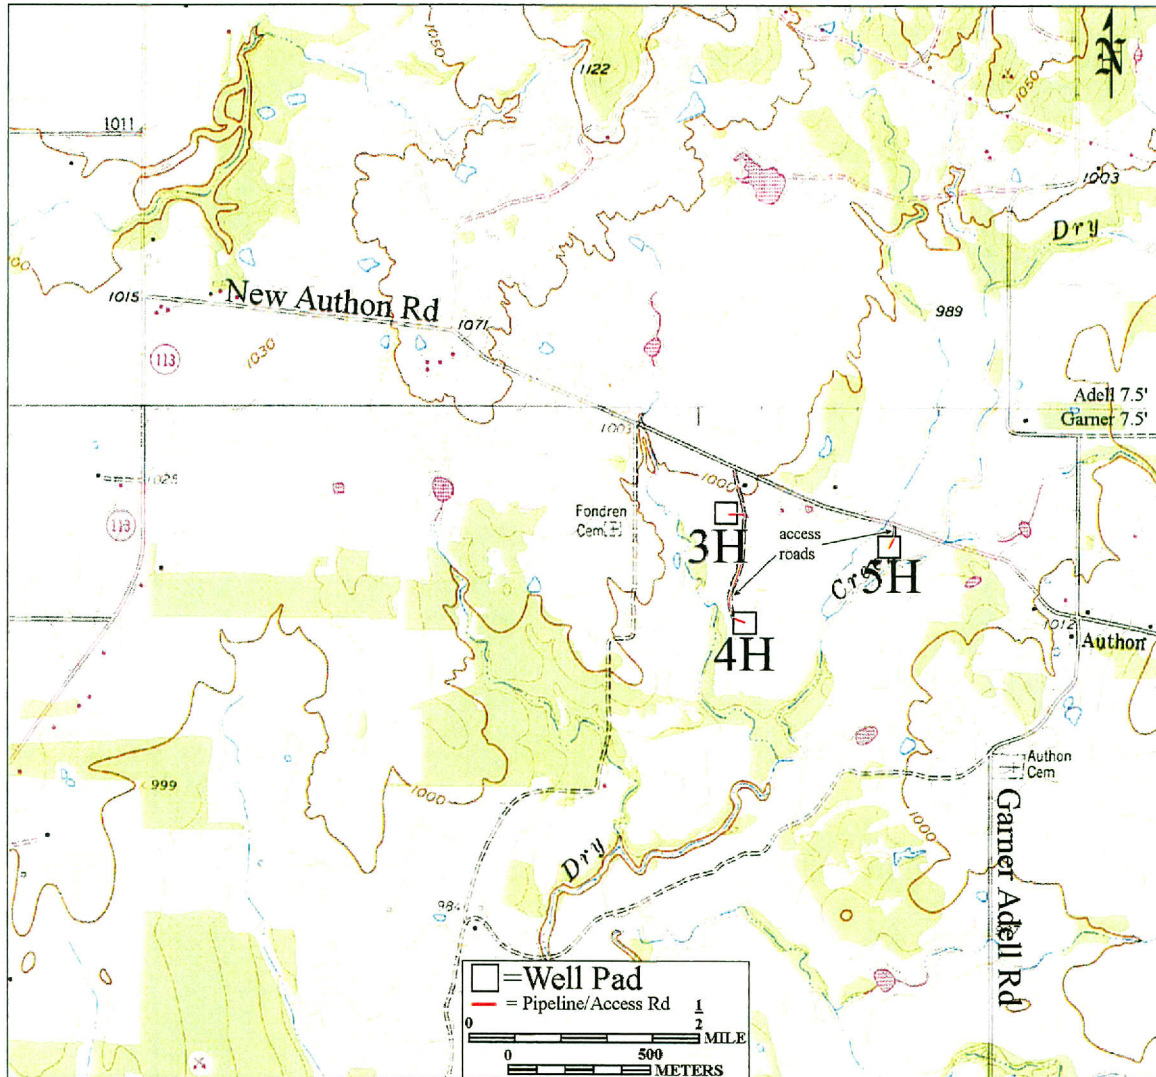 1050
N
1122
1050
1011
1003
Dry
1015
New Authon Rd
1071
989
113
1030
Adell 7.5'
Garner 7.5'
1003
1025
1000
113
Fondren
Cem
3H
access
roads
5H
4H
1012
Authon
Authon
Cem
999
1000
1000
Dry
Garner Adell Rd
=Well Pad
= Pipeline/Access Rd
1
2
0
MILE
0
500
METERS